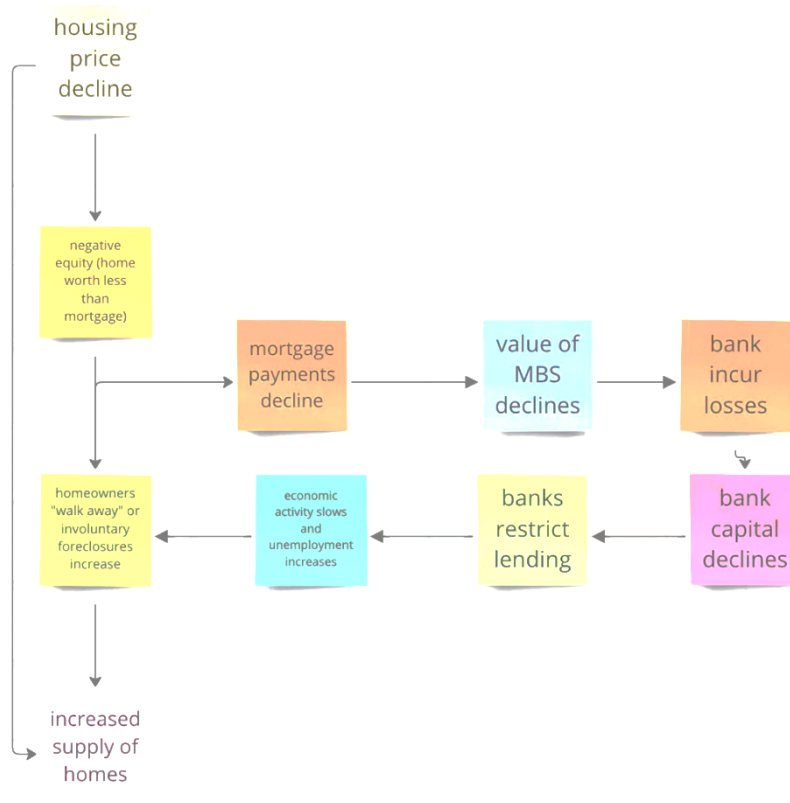 housing
price
decline
negative
equity (home
worth less
than
mortgage)
mortgage
payments
decline
value of
MBS
declines
bank
incur
losses
homeowners
"walk away" or
involuntary
foreclosures
increase
economic
activity slows
and
unemployment
increases
banks
restrict
lending
bank
capital
declines
increased
supply of
homes